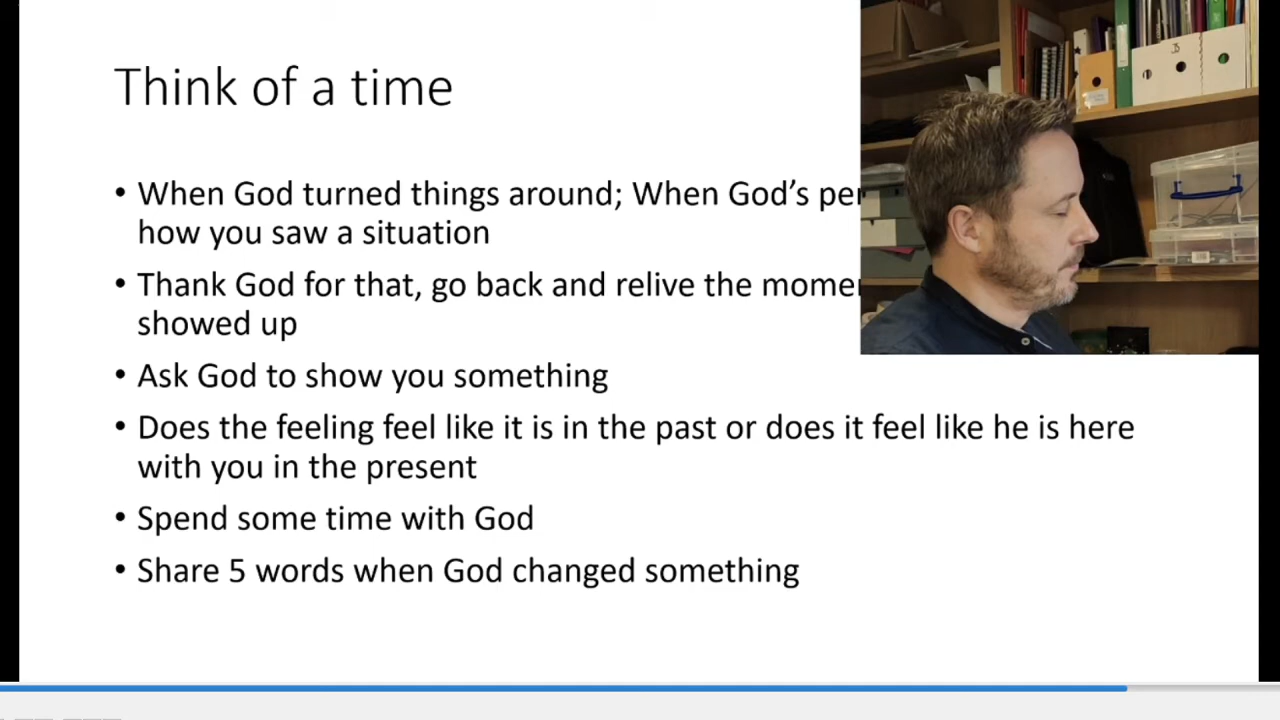 Think of a time
• When God turned things around; When God’s
how you saw a situation
• Thank God for that, go back and relive the
showed up
• Ask God to show you something
• Does the feeling feel like it is in the past or does it feel like he is here
with you in the present
• Spend some time with God
• Share 5 words when God changed something